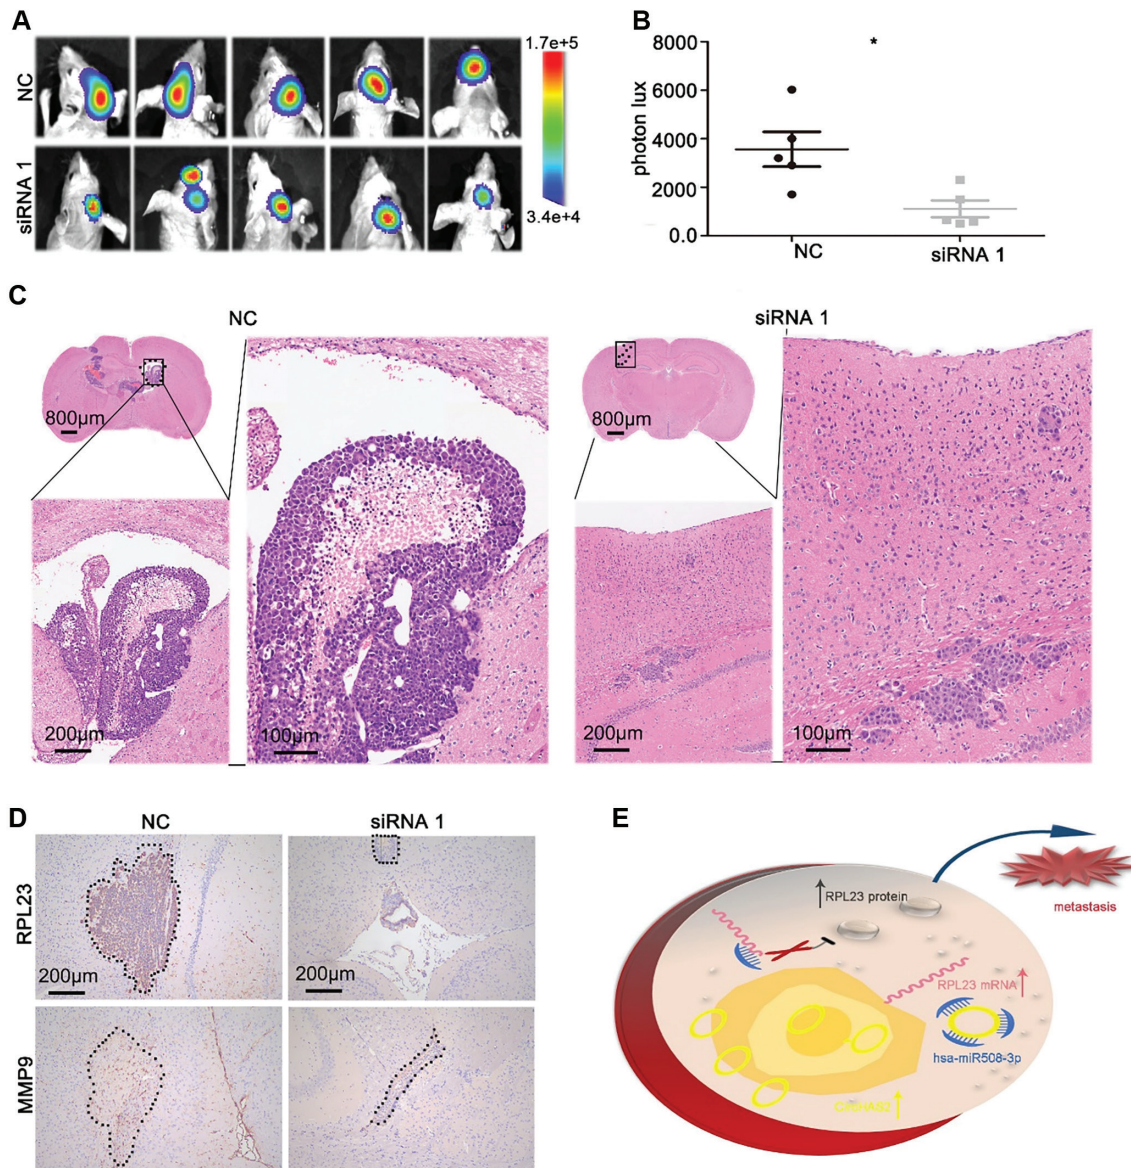 A
NC
siRNA 1
1.7e+5
3.4e+4
B
photon lux
8000
6000
4000
2000
0.0
*
NC
siRNA 1
C
NC
800µm
200µm
100µm
siRNA 1
800µm
200µm
100µm
D
NC
siRNA 1
RPL23
200µm
200µm
MMP9
E
RPL23 protein
metastasis
RPL23 mRNA
hsa-miR508-3p